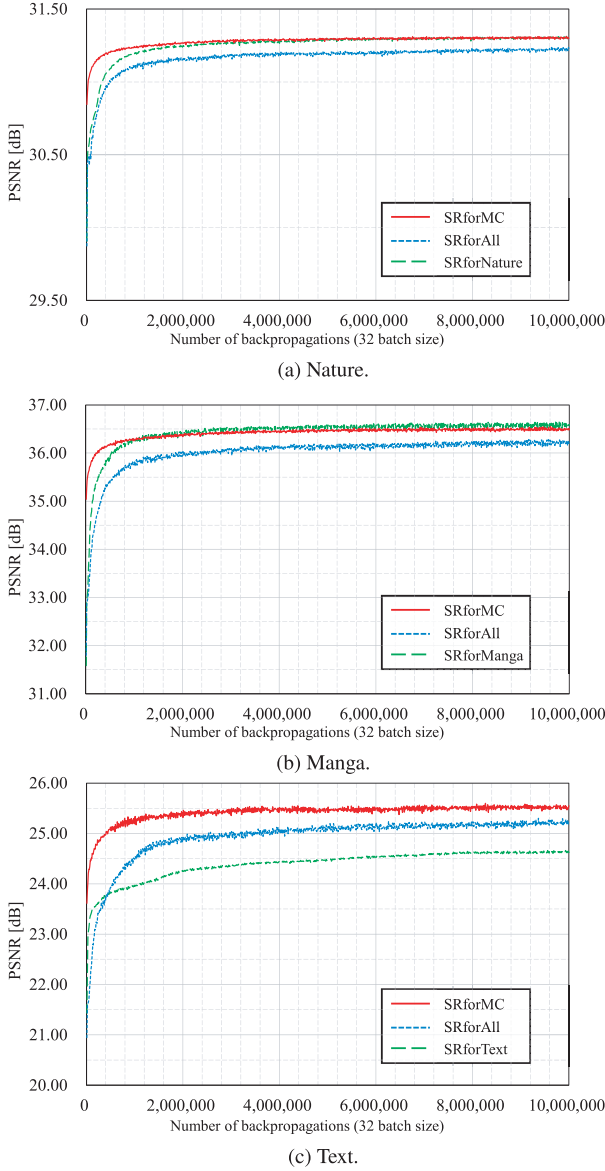 31.50
30.50
29.50
PSNR [dB]
SRforMC
SRforAll
SRforNature
0 2,000,000 4,000,000 6,000,000 8,000,000 10,000,000
Number of backpropagations (32 batch size)
(a) Nature.
37.00
36.00
35.00
34.00
33.00
32.00
31.00
PSNR [dB]
SRforMC
SRforAll
SRforManga
0 2,000,000 4,000,000 6,000,000 8,000,000 10,000,000
Number of backpropagations (32 batch size)
(b) Manga.
26.00
25.00
24.00
23.00
22.00
21.00
20.00
PSNR [dB]
SRforMC
SRforAll
SRforText
0 2,000,000 4,000,000 6,000,000 8,000,000 10,000,000
Number of backpropagations (32 batch size)
(c) Text.